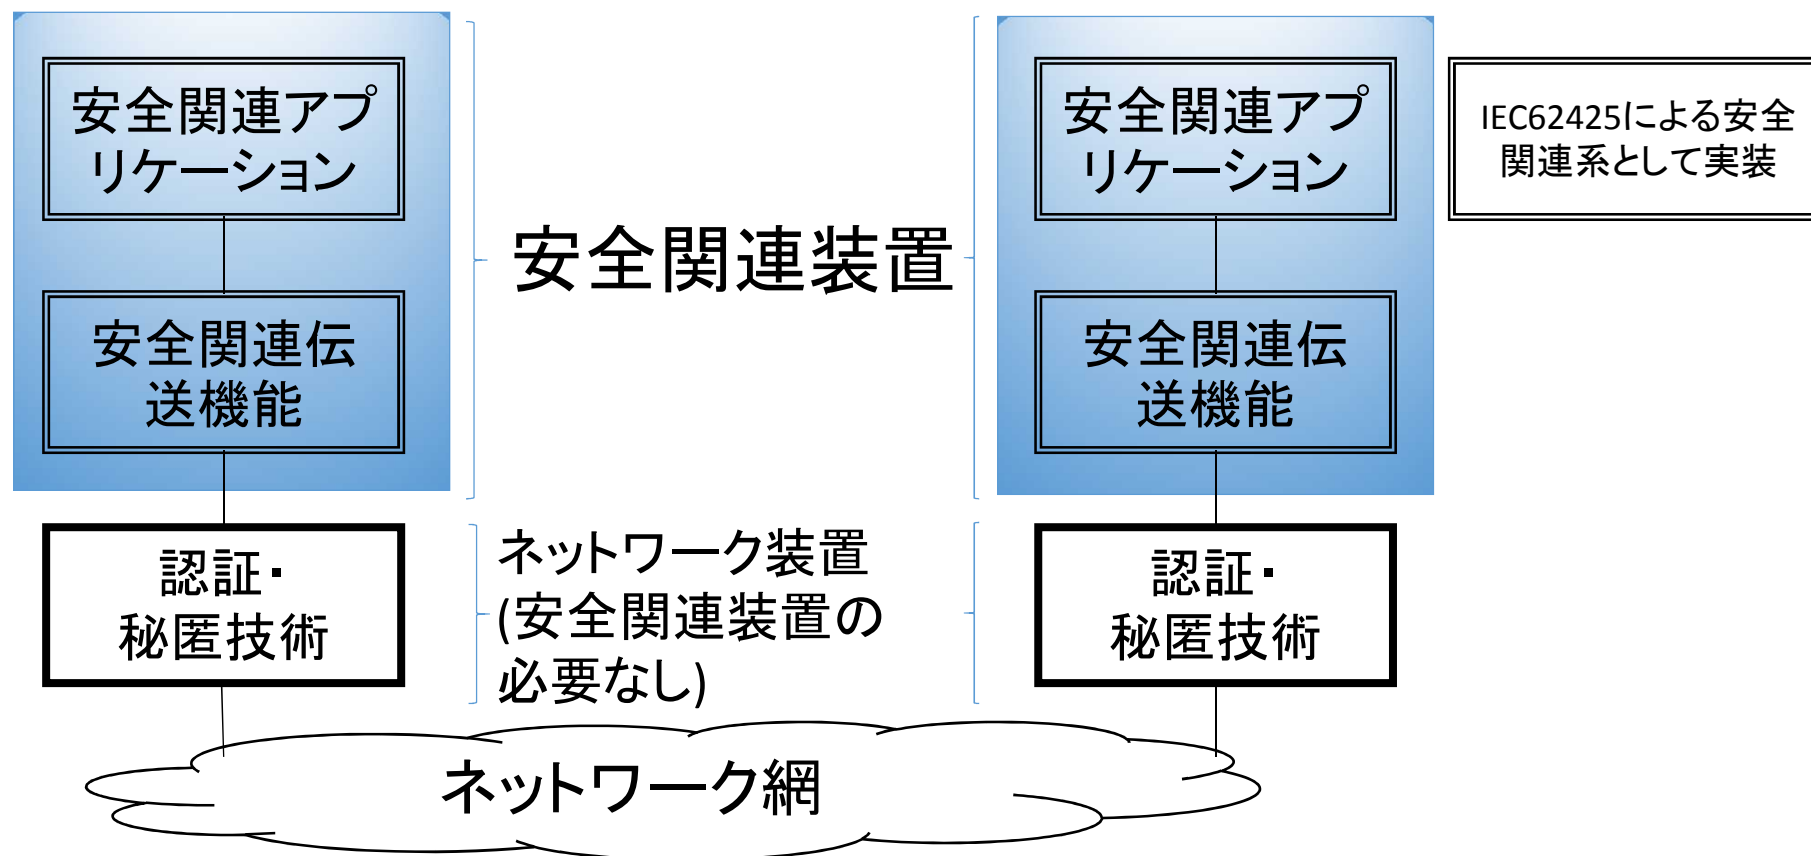 安全関連アプ
リケーション
安全関連伝
送機能
認証・
秘匿技術
安全関連装置
ネットワーク装置
(安全関連装置の
必要なし)
安全関連アプ
リケーション
安全関連伝
送機能
認証・
秘匿技術
IEC62425による安全
関連系として実装
ネットワーク網